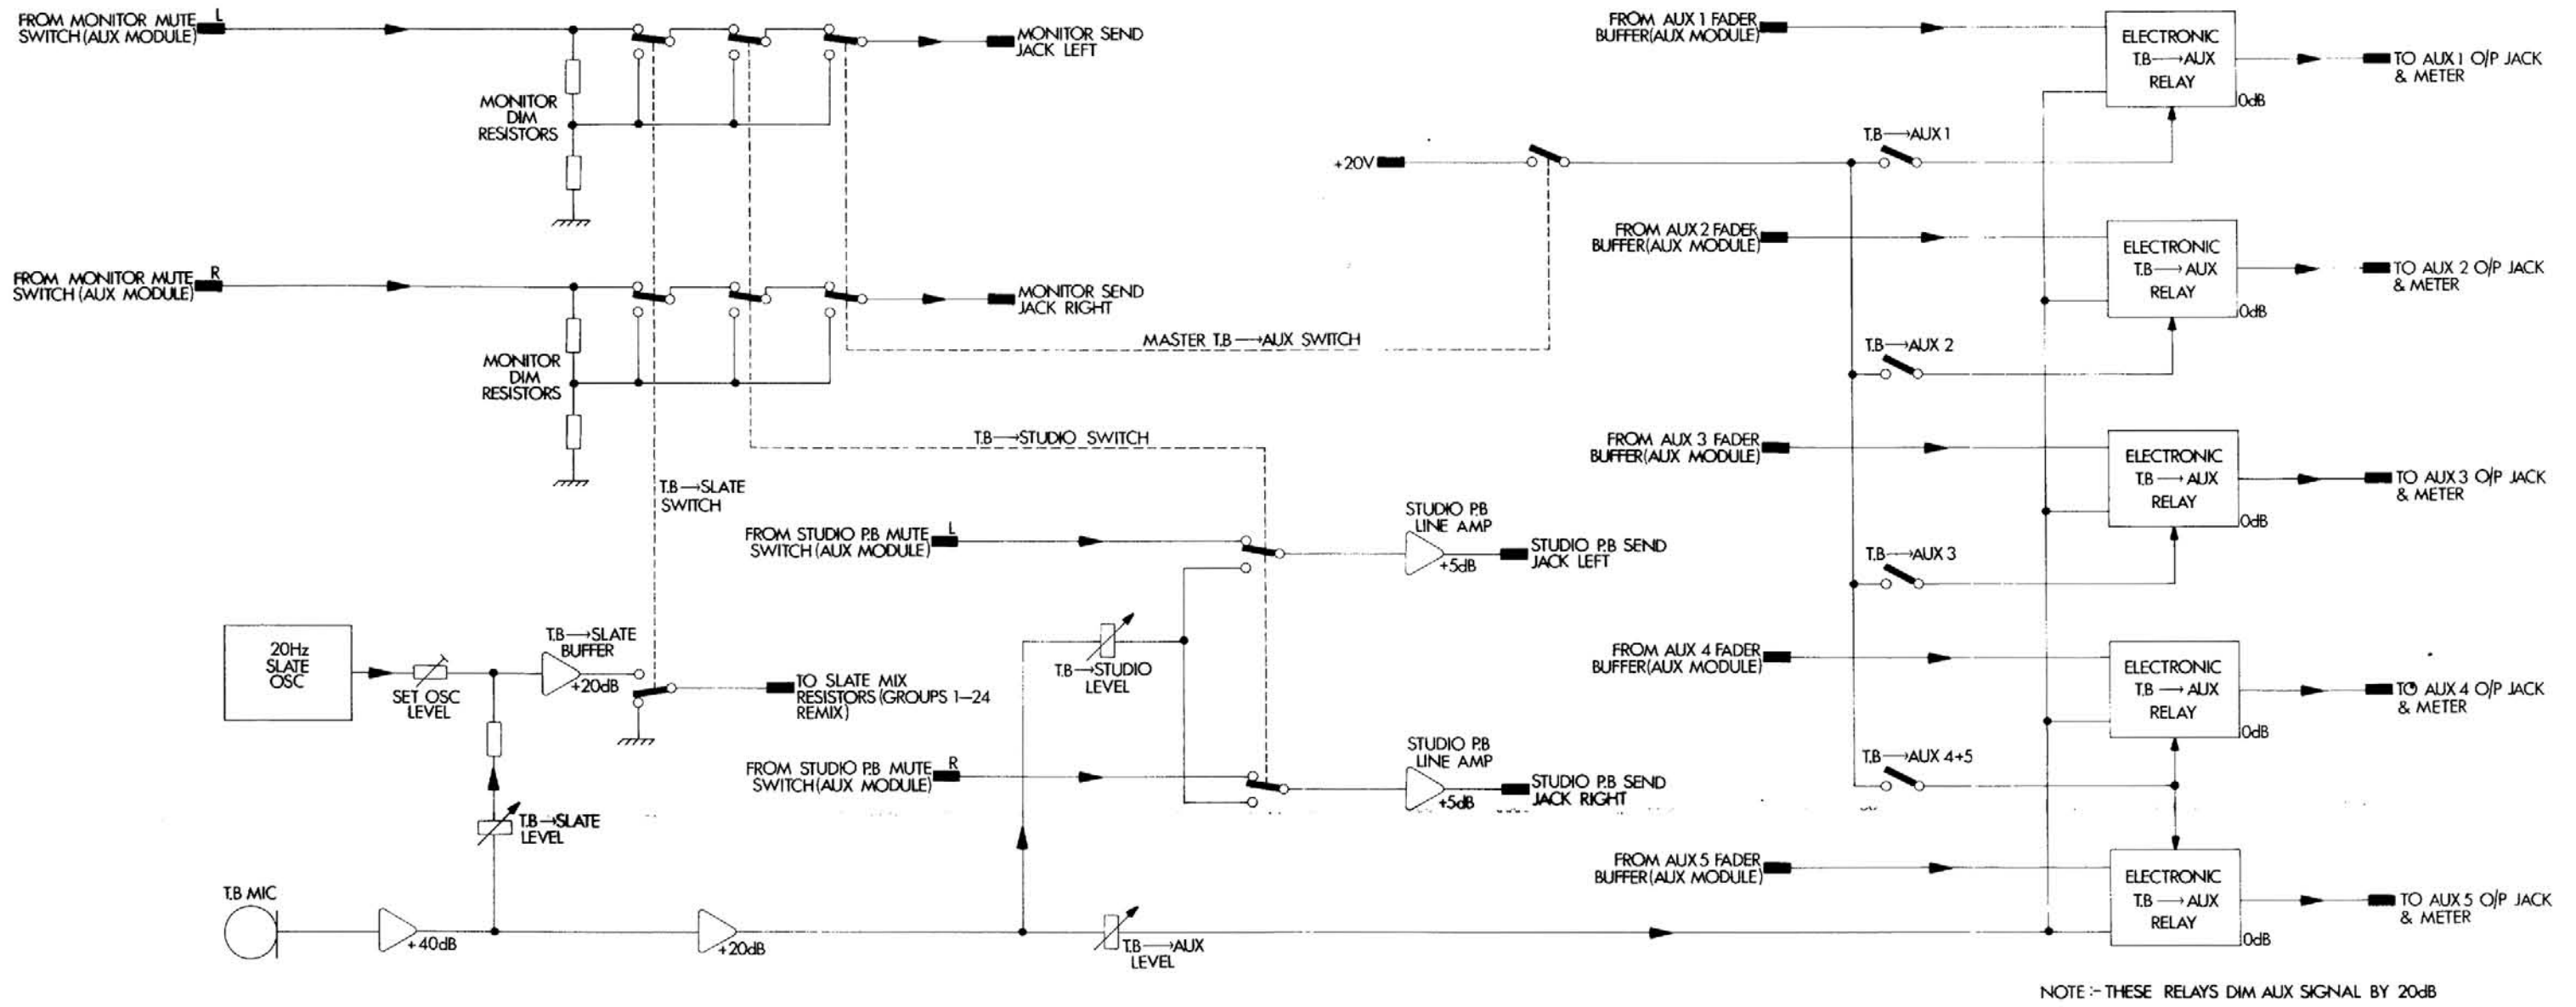 FROM MONITOR MUTE L
SWITCH (AUX MODULE)
MONITOR SEND
JACK LEFT
MONITOR
DIM
RESISTORS
FROM MONITOR MUTE R
SWITCH (AUX MODULE)
MONITOR SEND
JACK RIGHT
MONITOR
DIM
RESISTORS
MASTER T.B→AUX SWITCH
T.B→STUDIO SWITCH
T.B→SLATE
SWITCH
FROM STUDIO P.B MUTE L
SWITCH (AUX MODULE)
STUDIO P.B
LINE AMP
+5dB
STUDIO P.B SEND
JACK LEFT
20Hz
SLATE
OSC
SET OSC
LEVEL
T.B→SLATE
BUFFER
+20dB
TO SLATE MIX
RESISTORS (GROUPS 1–24
REMIX)
T.B→STUDIO
LEVEL
FROM STUDIO P.B MUTE R
SWITCH (AUX MODULE)
STUDIO P.B
LINE AMP
+5dB
STUDIO P.B SEND
JACK RIGHT
T.B→SLATE
LEVEL
T.B MIC
+40dB
+20dB
T.B→AUX
LEVEL
+20V
FROM AUX 1 FADER
BUFFER(AUX MODULE)
ELECTRONIC
T.B→AUX
RELAY
0dB
TO AUX 1 O/P JACK
& METER
T.B→AUX 1
FROM AUX 2 FADER
BUFFER(AUX MODULE)
ELECTRONIC
T.B→AUX
RELAY
0dB
TO AUX 2 O/P JACK
& METER
T.B→AUX 2
FROM AUX 3 FADER
BUFFER(AUX MODULE)
ELECTRONIC
T.B→AUX
RELAY
0dB
TO AUX 3 O/P JACK
& METER
T.B→AUX 3
FROM AUX 4 FADER
BUFFER(AUX MODULE)
ELECTRONIC
T.B→AUX
RELAY
0dB
TO AUX 4 O/P JACK
& METER
T.B→AUX 4+5
FROM AUX 5 FADER
BUFFER(AUX MODULE)
ELECTRONIC
T.B→AUX
RELAY
0dB
TO AUX 5 O/P JACK
& METER
NOTE:- THESE RELAYS DIM AUX SIGNAL BY 20dB